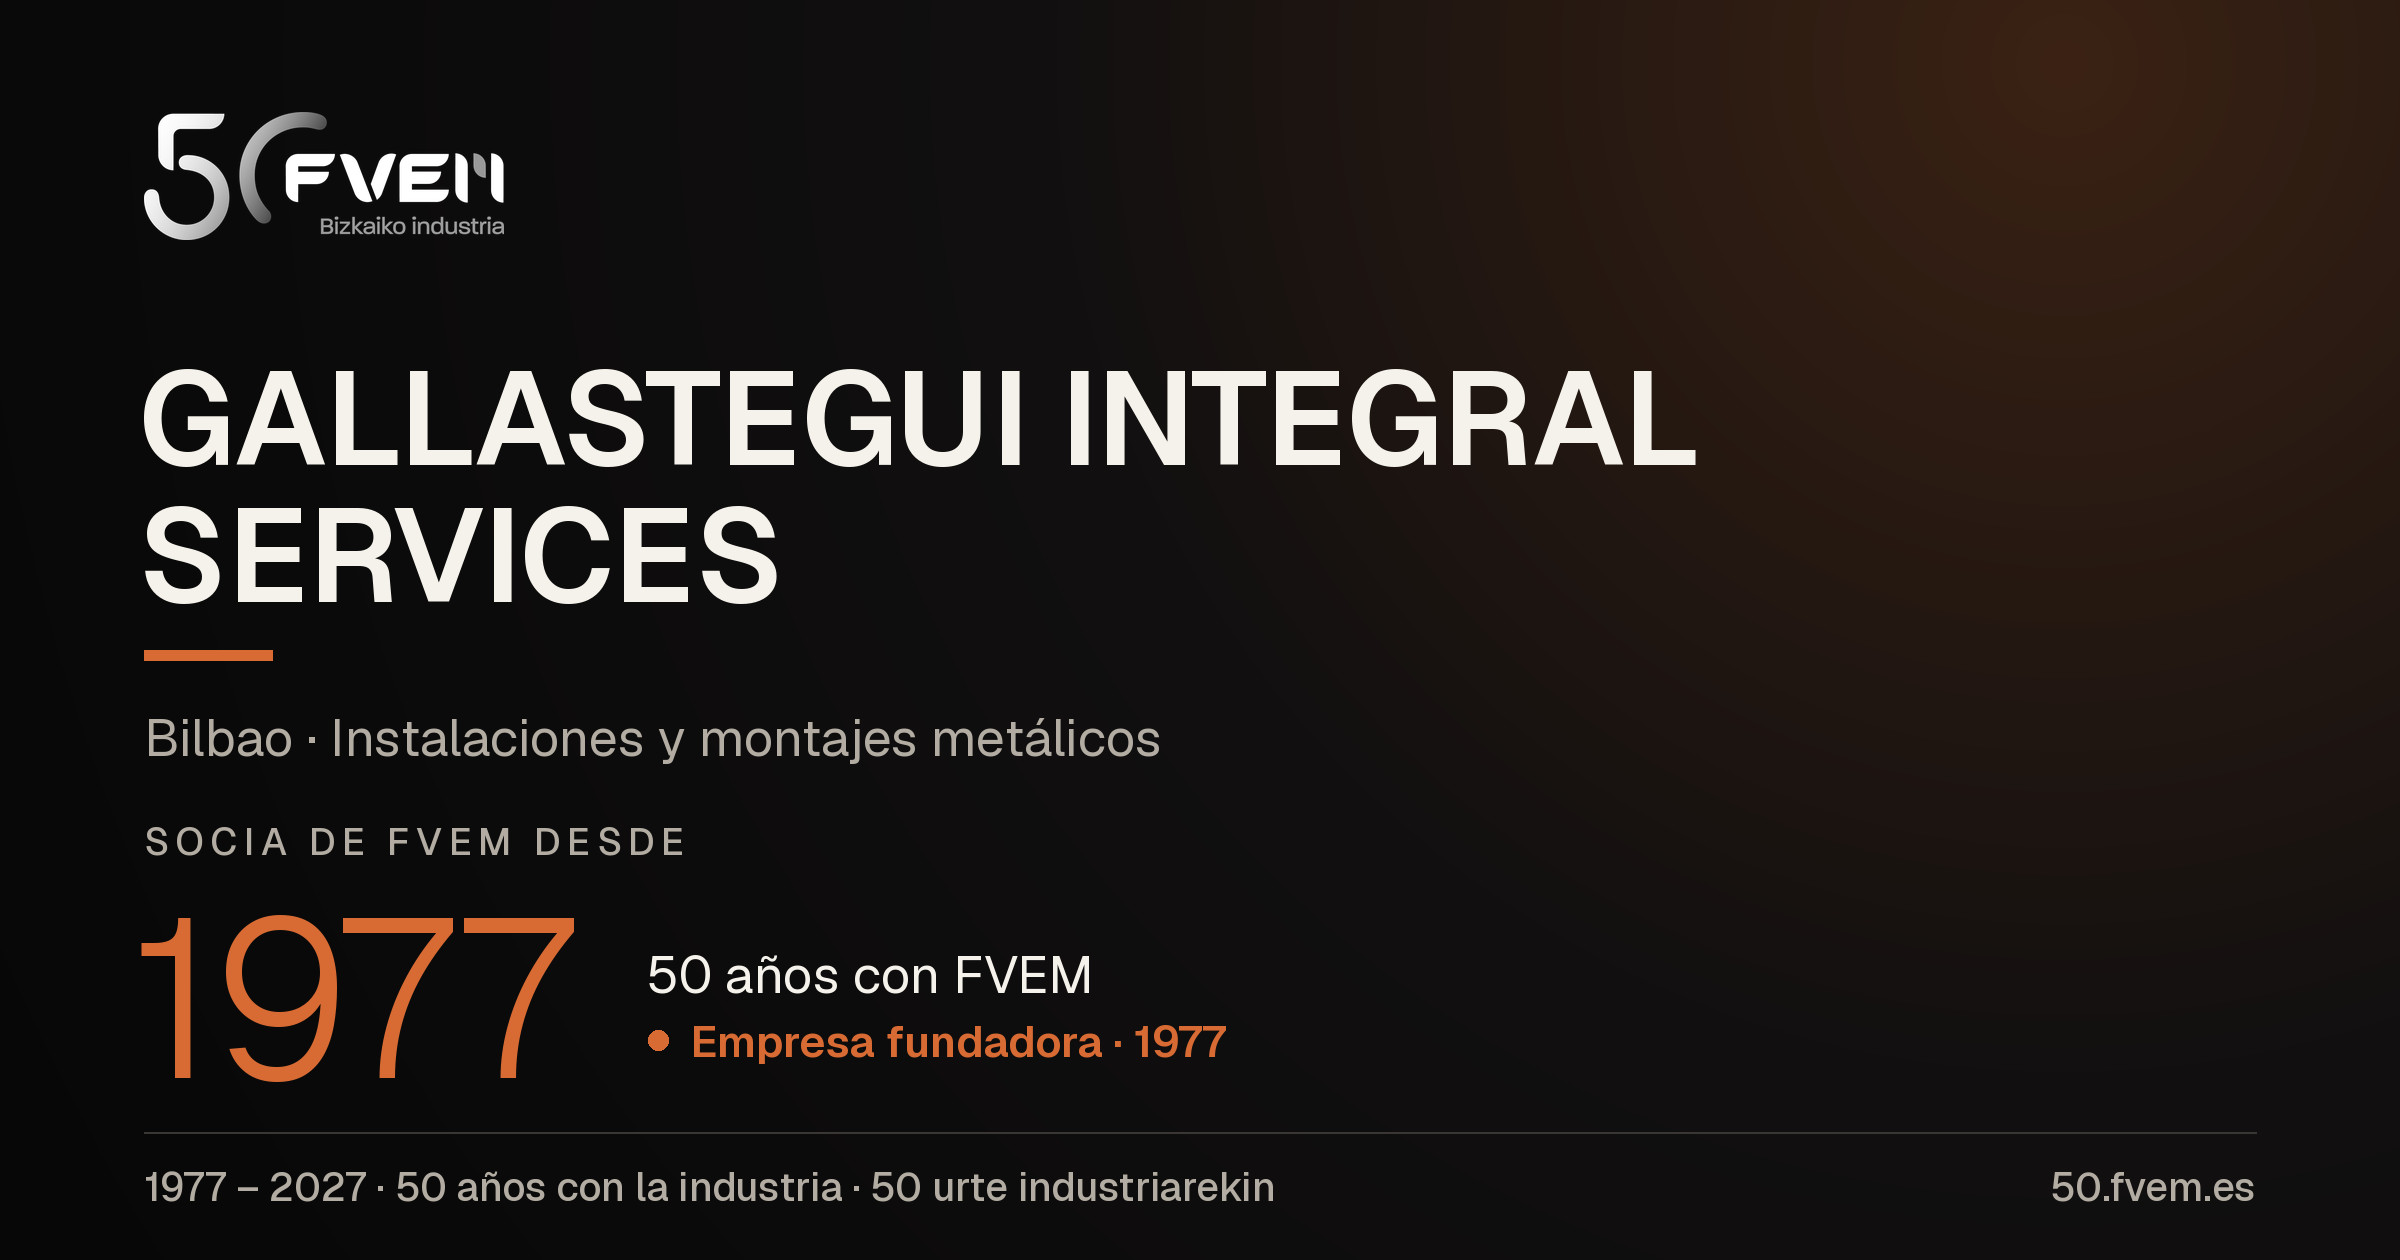 50 FVEM
Bizkaiko industria
GALLASTEGUI INTEGRAL
SERVICES
Bilbao · Instalaciones y montajes metálicos
SOCIA DE FVEM DESDE
1977
50 años con FVEM
Empresa fundadora · 1977
1977 – 2027 · 50 años con la industria · 50 urte industriarekin
50.fvem.es